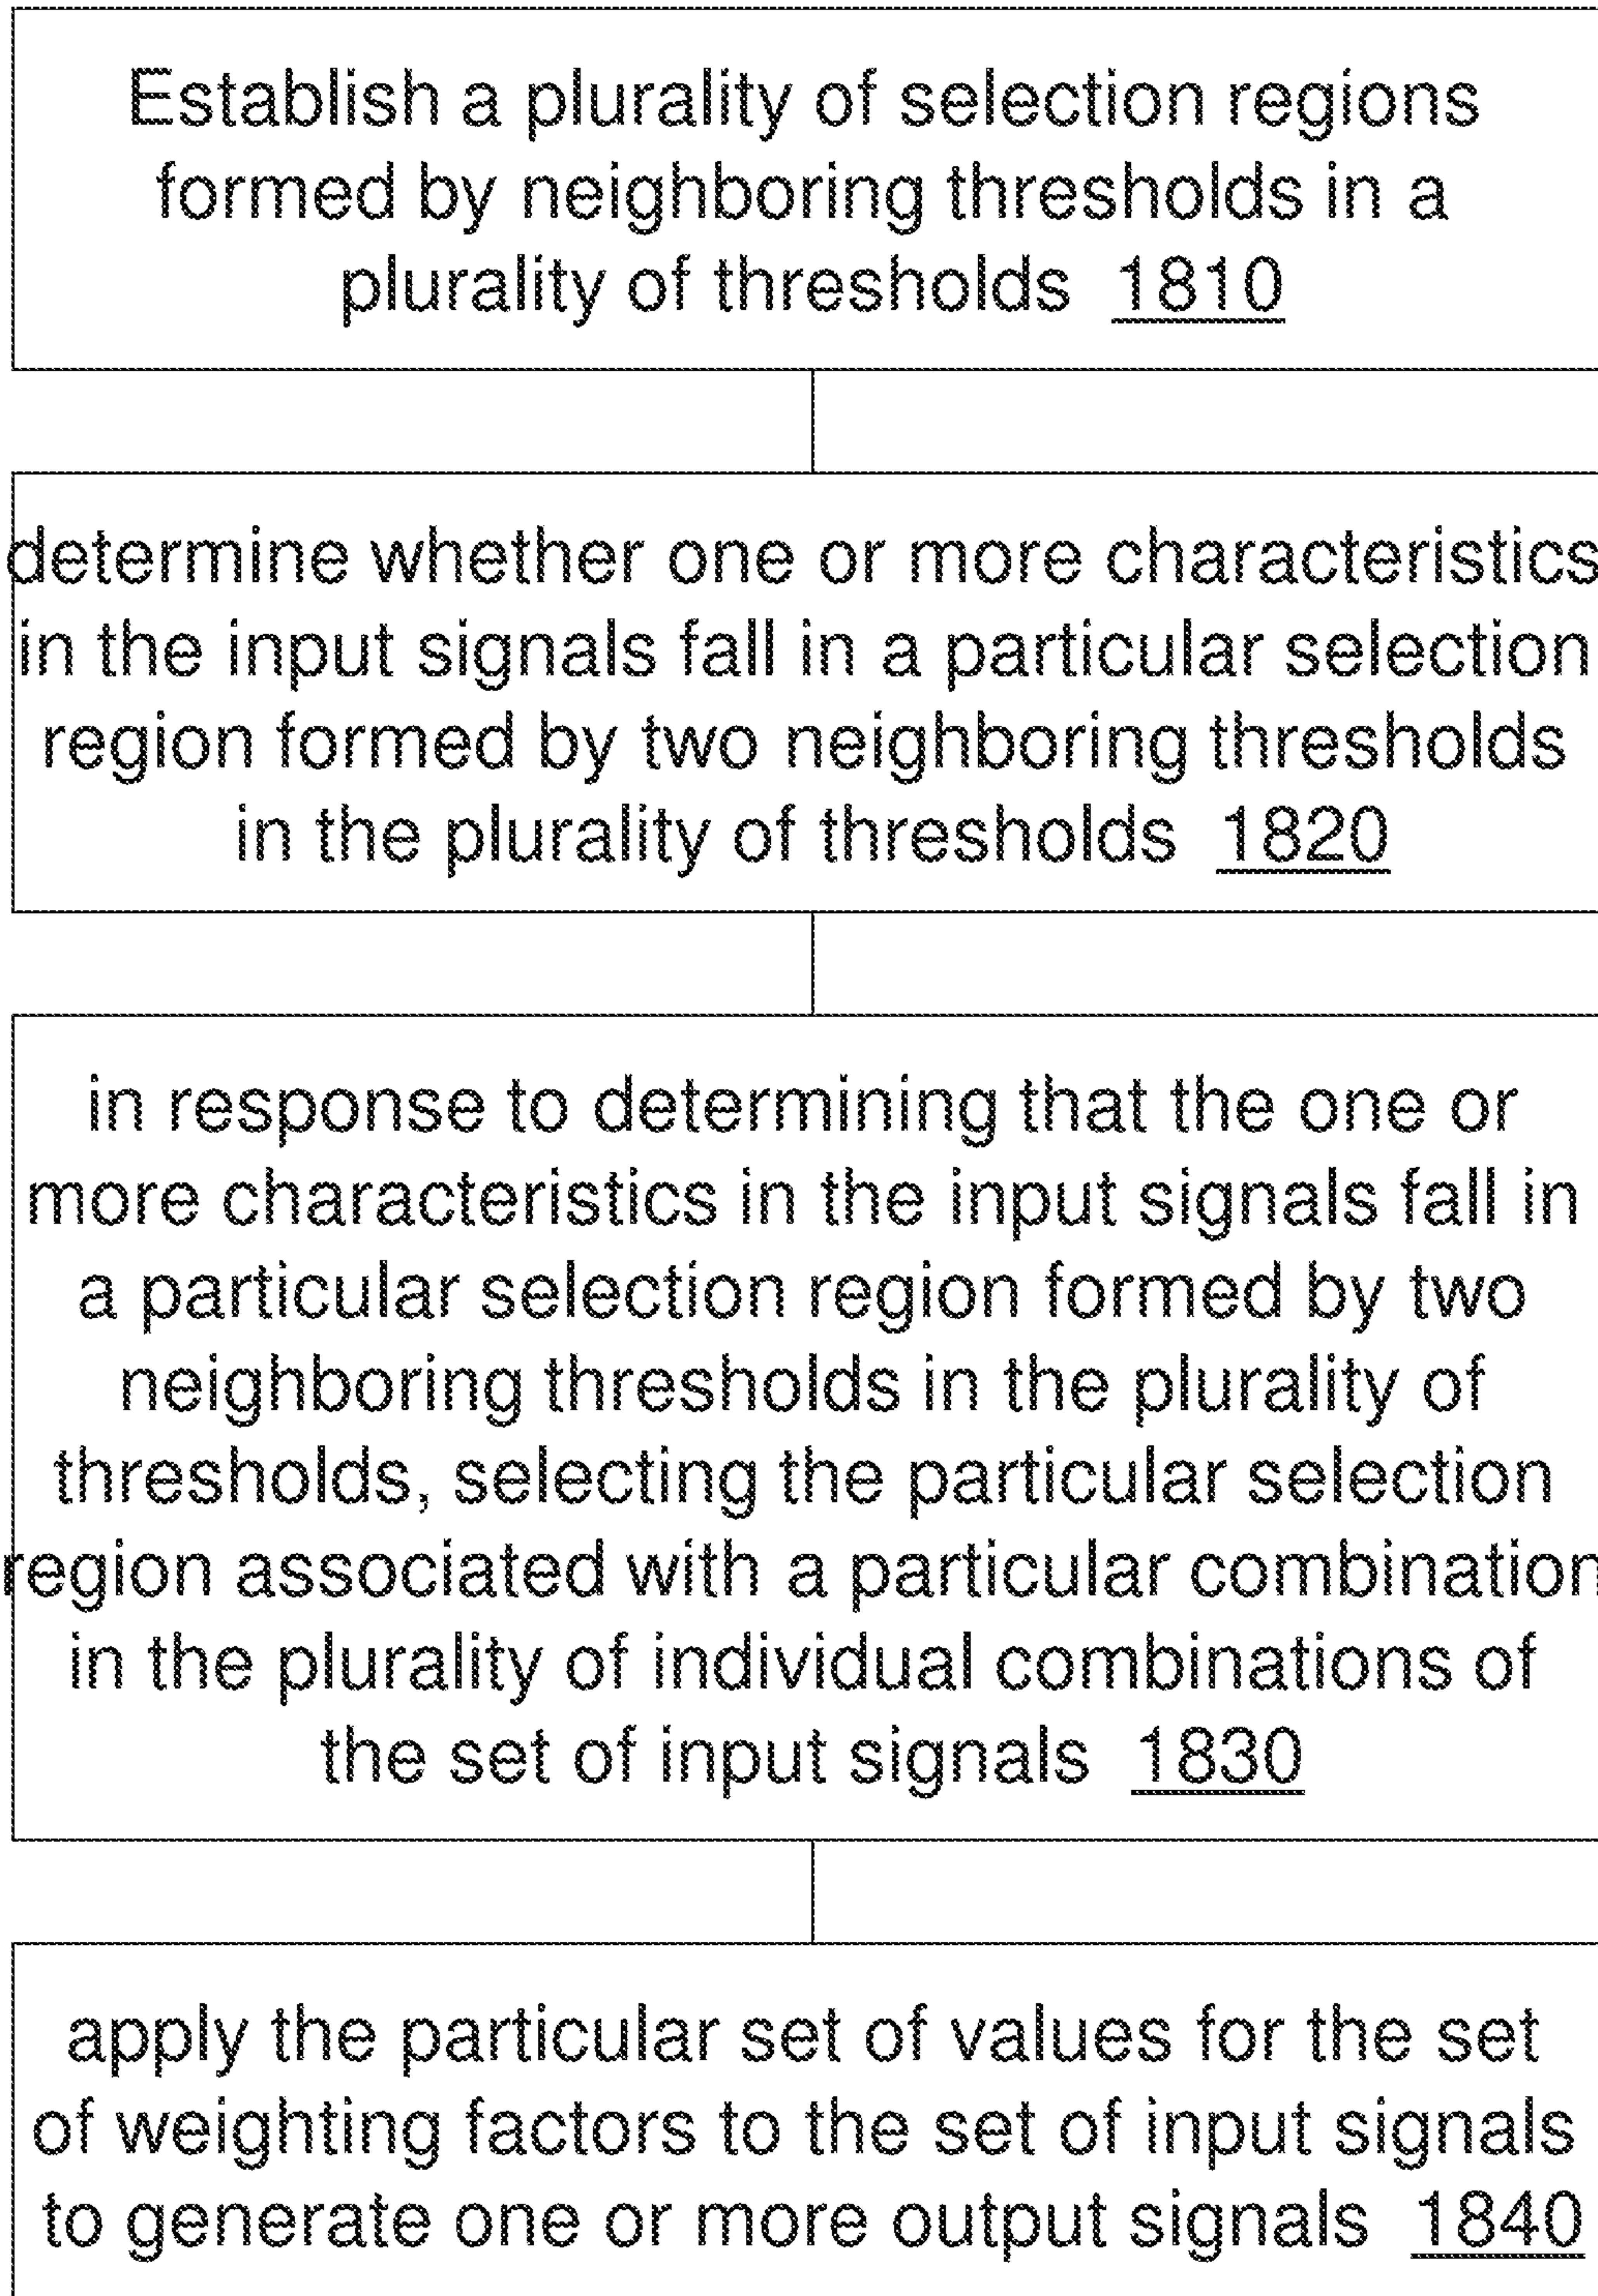 Establish a plurality of selection regions
formed by neighboring thresholds in a
plurality of thresholds 1810
determine whether one or more characteristics
in the input signals fall in a particular selection
region formed by two neighboring thresholds
in the plurality of thresholds 1820
in response to determining that the one or
more characteristics in the input signals fall in
a particular selection region formed by two
neighboring thresholds in the plurality of
thresholds, selecting the particular selection
region associated with a particular combination
in the plurality of individual combinations of
the set of input signals 1830
apply the particular set of values for the set
of weighting factors to the set of input signals
to generate one or more output signals 1840